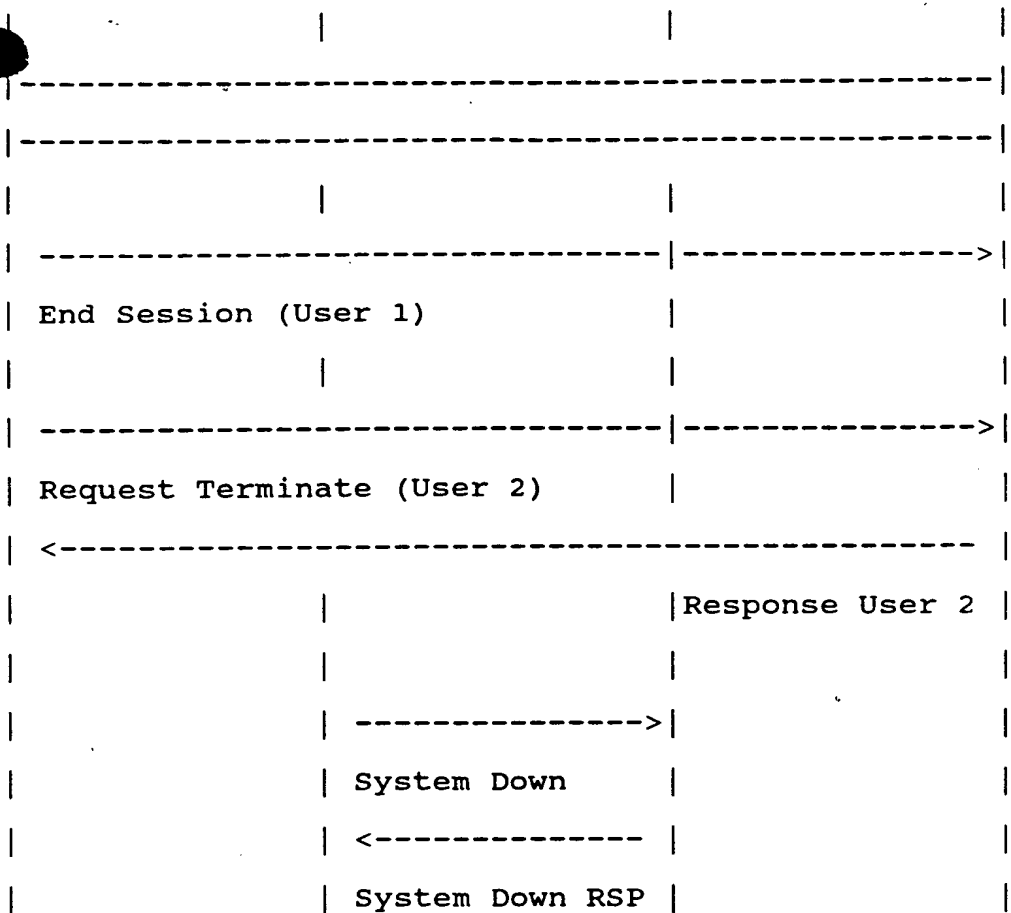 End Session (User 1)
Request Terminate (User 2)
Response User 2
System Down
System Down RSP